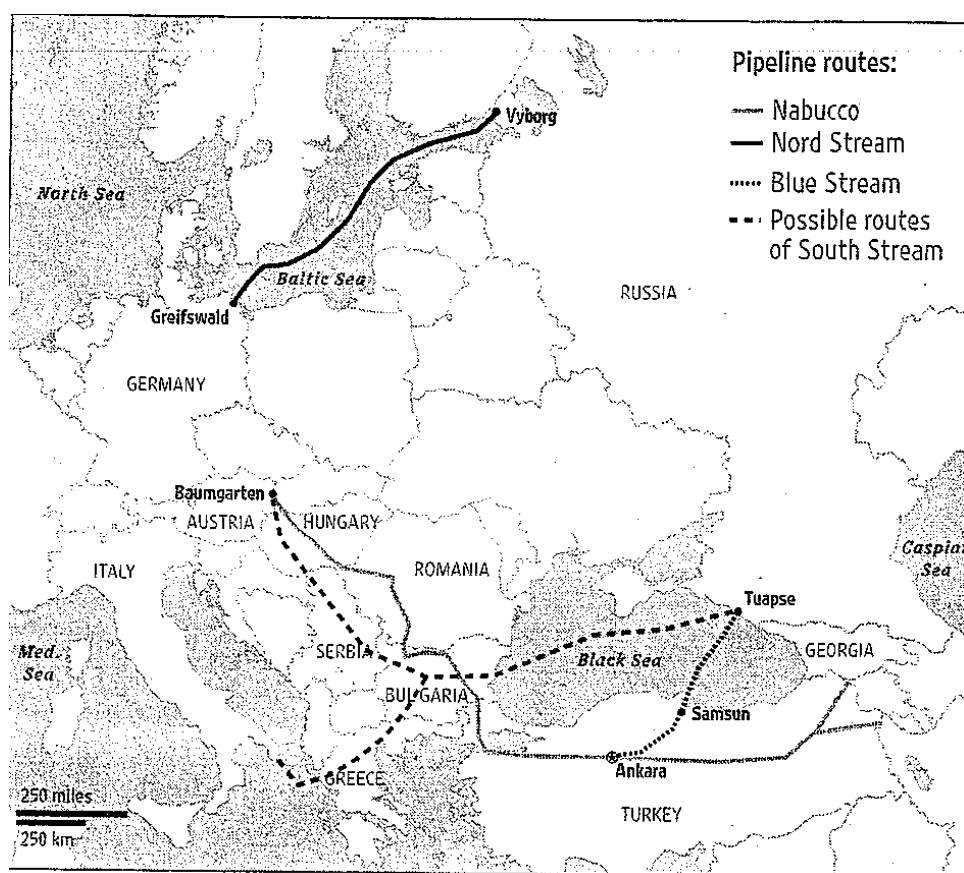 Pipeline routes:
Nabucco
Nord Stream
Blue Stream
Possible routes
of South Stream
Vyborg
North Sea
Baltic Sea
RUSSIA
Greifswald
GERMANY
Baumgarten
AUSTRIA
HUNGARY
ITALY
ROMANIA
Caspian
Sea
Tuapse
Med.
Sea
SERBIA
Black Sea
GEORGIA
BULGARIA
Samsun
GREECE
Ankara
250 miles
250 km
TURKEY